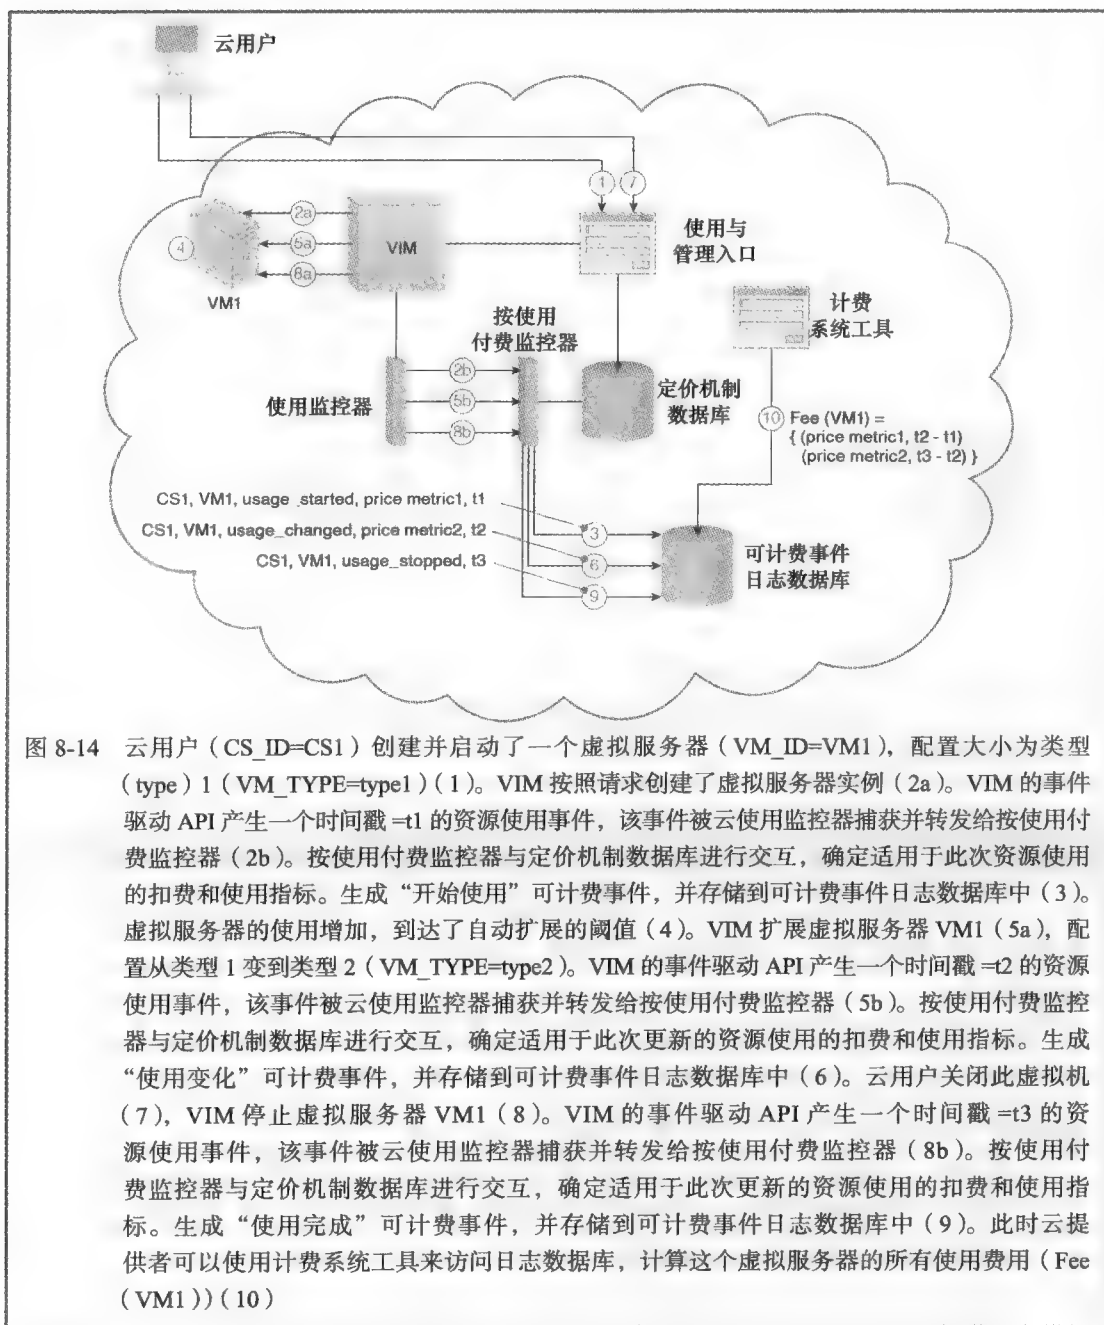 云用户
1
7
2a
5a
8a
4
VIM
VM1
使用与
管理入口
计费
系统工具
按使用
付费监控器
2b
5b
8b
使用监控器
定价机制
数据库
10 Fee (VM1) =
{ (price metric1, t2 - t1)
(price metric2, t3 - t2) }
CS1, VM1, usage_started, price metric1, t1
3
CS1, VM1, usage_changed, price metric2, t2
6
CS1, VM1, usage_stopped, t3
9
可计费事件
日志数据库
图 8-14 云用户（CS_ID=CS1）创建并启动了一个虚拟服务器（VM_ID=VM1），配置大小为类型
（type）1（VM_TYPE=type1）（1）。VIM 按照请求创建了虚拟服务器实例（2a）。VIM 的事件
驱动 API 产生一个时间戳 =t1 的资源使用事件，该事件被云使用监控器捕获并转发给按使用付
费监控器（2b）。按使用付费监控器与定价机制数据库进行交互，确定适用于此次资源使用
的扣费和使用指标。生成“开始使用”可计费事件，并存储到可计费事件日志数据库中（3）。
虚拟服务器的使用增加，到达了自动扩展的阈值（4）。VIM 扩展虚拟服务器 VM1（5a），配
置从类型 1 变到类型 2（VM_TYPE=type2）。VIM 的事件驱动 API 产生一个时间戳 =t2 的资源
使用事件，该事件被云使用监控器捕获并转发给按使用付费监控器（5b）。按使用付费监控
器与定价机制数据库进行交互，确定适用于此次更新的资源使用的扣费和使用指标。生成
“使用变化”可计费事件，并存储到可计费事件日志数据库中（6）。云用户关闭此虚拟机
（7），VIM 停止虚拟服务器 VM1（8）。VIM 的事件驱动 API 产生一个时间戳 =t3 的资
源使用事件，该事件被云使用监控器捕获并转发给按使用付费监控器（8b）。按使用付
费监控器与定价机制数据库进行交互，确定适用于此次更新的资源使用的扣费和使用指
标。生成“使用完成”可计费事件，并存储到可计费事件日志数据库中（9）。此时云提
供者可以使用计费系统工具来访问日志数据库，计算这个虚拟服务器的所有使用费用（Fee
（VM1））（10）